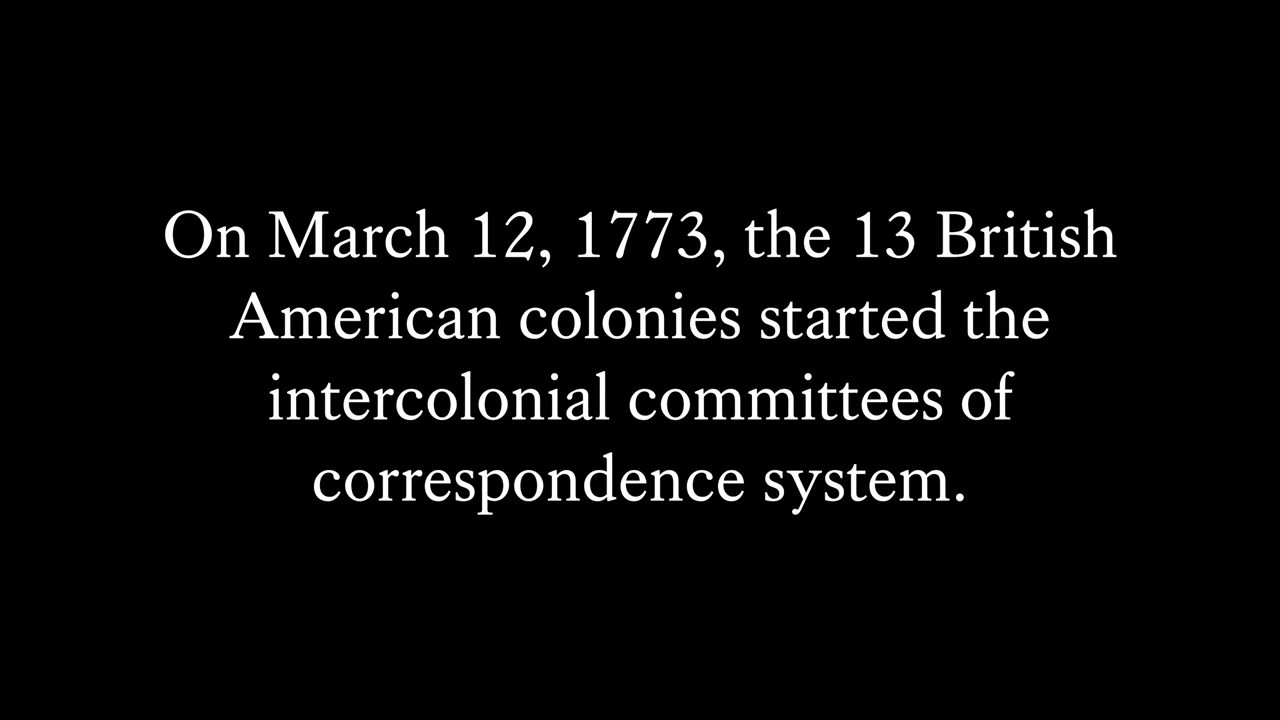 On March 12, 1773, the 13 British
American colonies started the
intercolonial committees of
correspondence system.